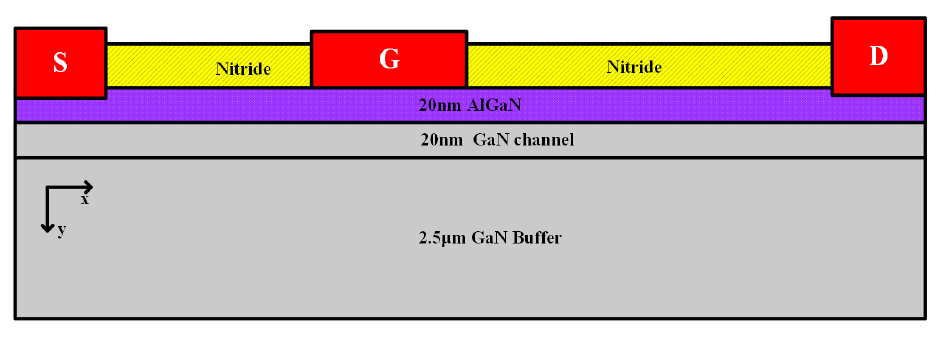 S
G
D
Nitride
Nitride
20nm AlGaN
20nm GaN channel
x
y
2.5μm GaN Buffer